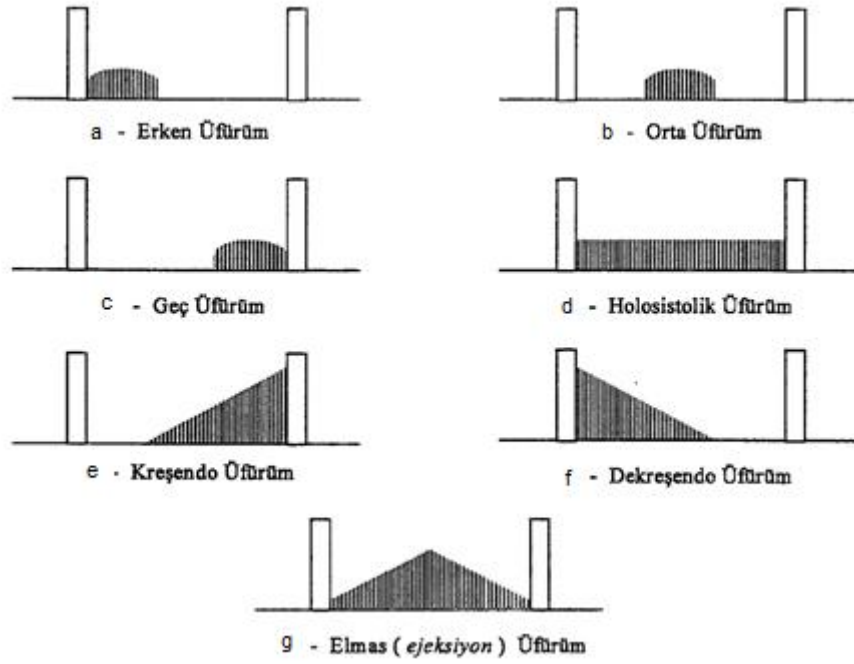 a - Erken Üfürüm
b - Orta Üfürüm
c - Geç Üfürüm
d - Holosistolik Üfürüm
e - Kreşendo Üfürüm
f - Dekreşendo Üfürüm
g - Elmas ( ejeksiyon ) Üfürüm